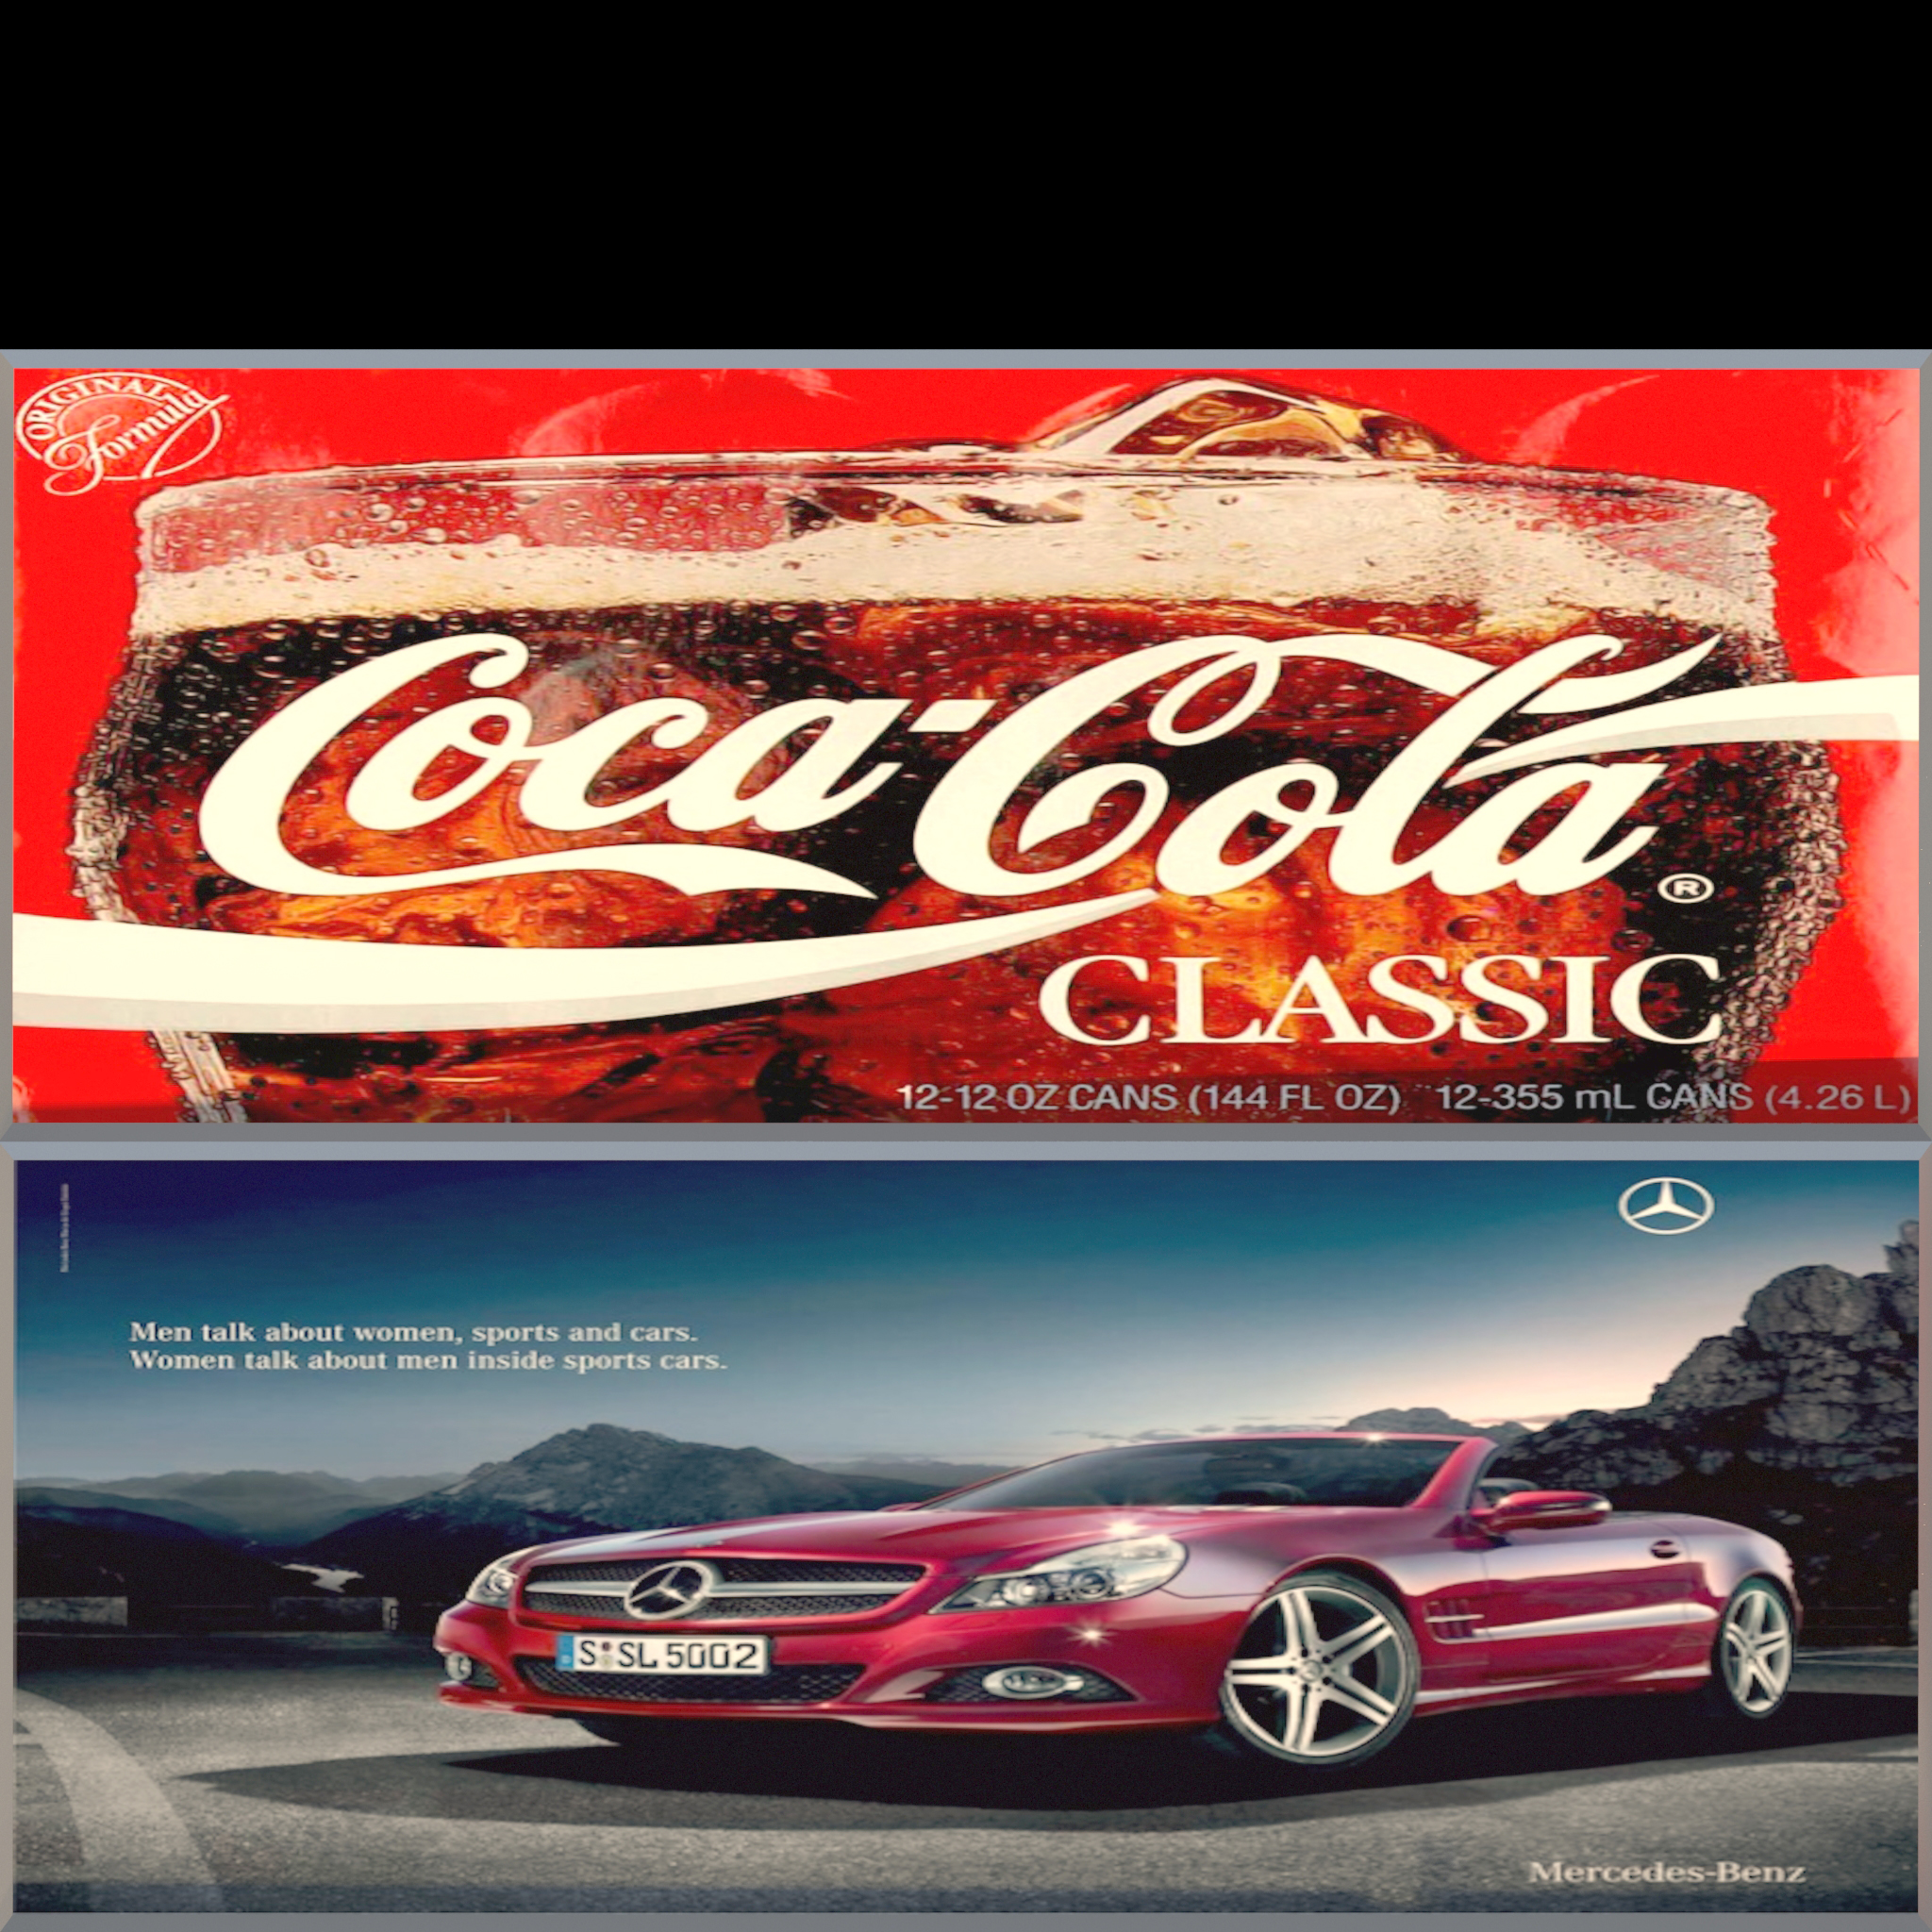 ORIGINAL
Formula
Coca-Cola®
CLASSIC
12-12 OZ CANS (144 FL OZ) 12-355 mL CANS (4.26 L)
Men talk about women, sports and cars.
Women talk about men inside sports cars.
S SL 5002
Mercedes-Benz